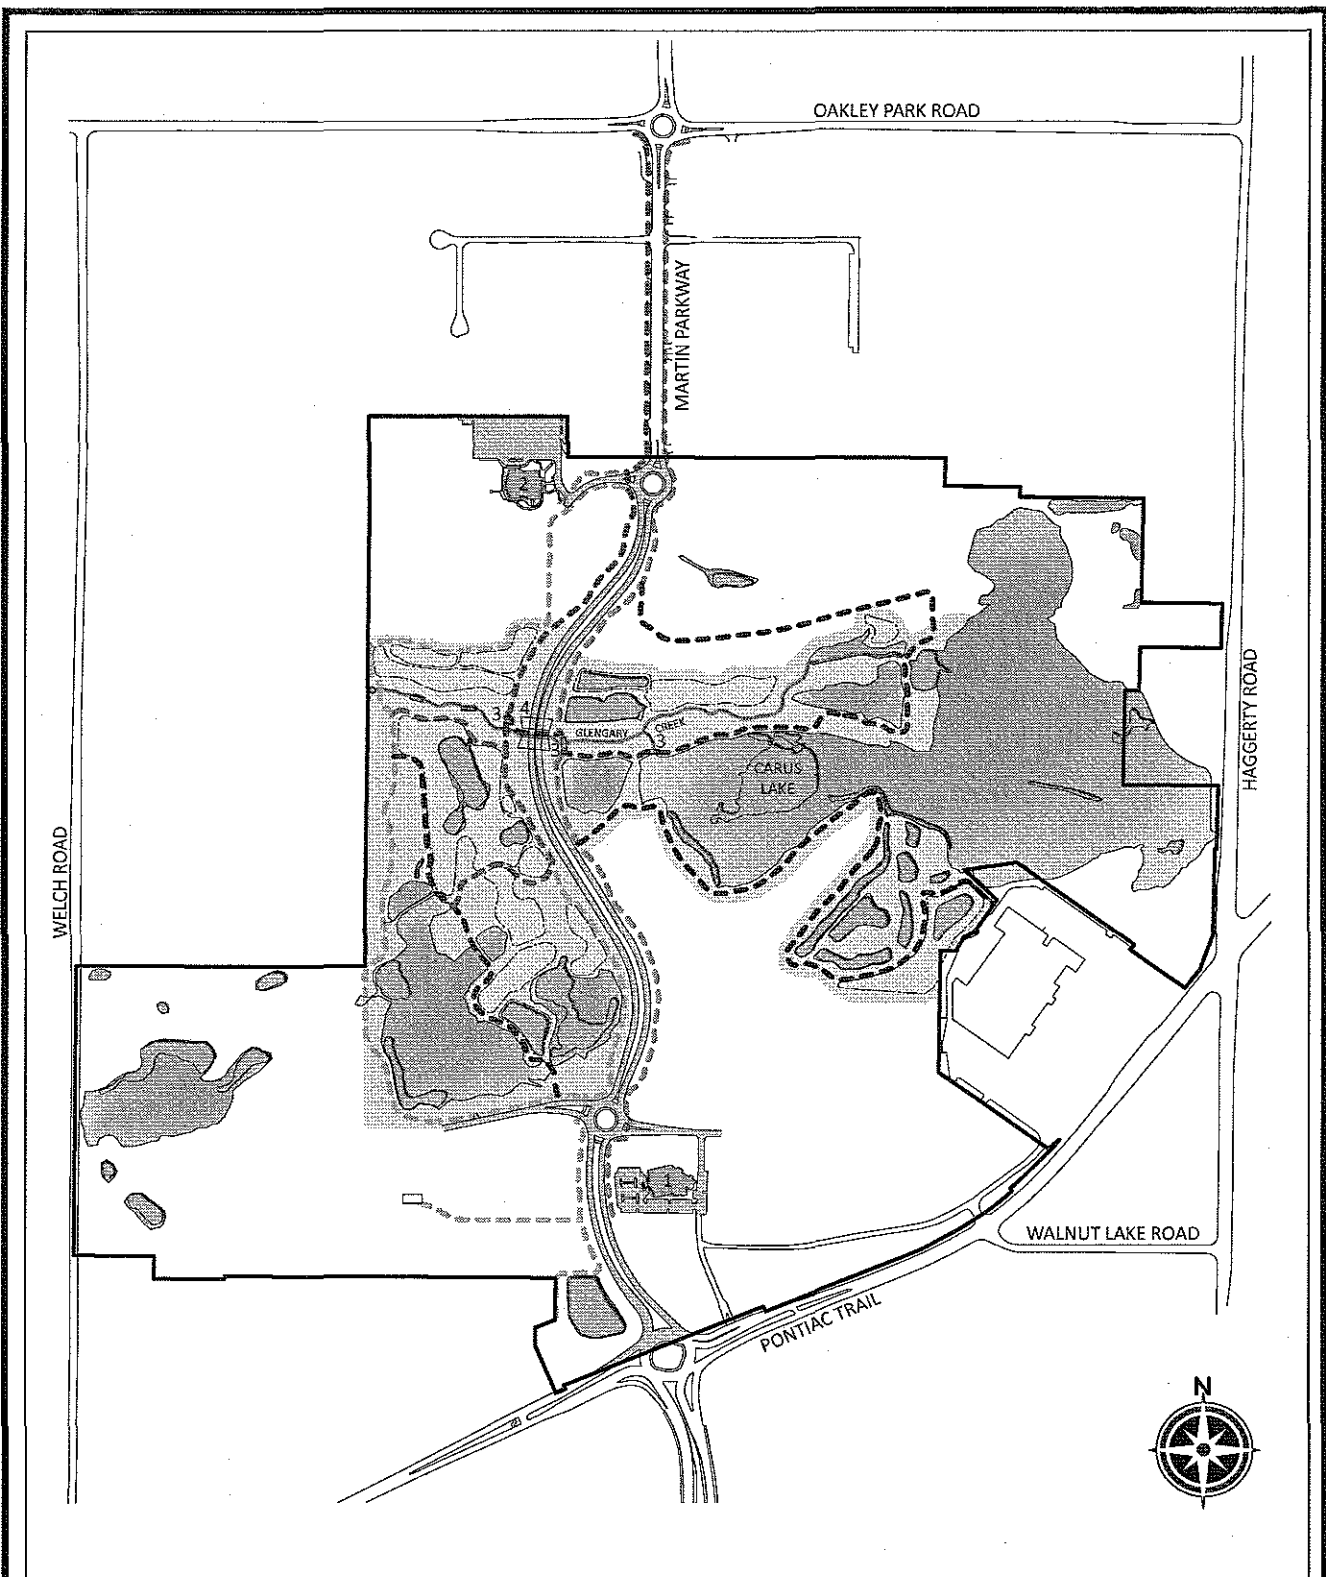 OAKLEY PARK ROAD
MARTIN PARKWAY
2
HAGGERTY ROAD
3
4
GLENGARY
CREEK
3
3
CARUS
LAKE
WELCH ROAD
1
WALNUT LAKE ROAD
PONTIAC TRAIL
N